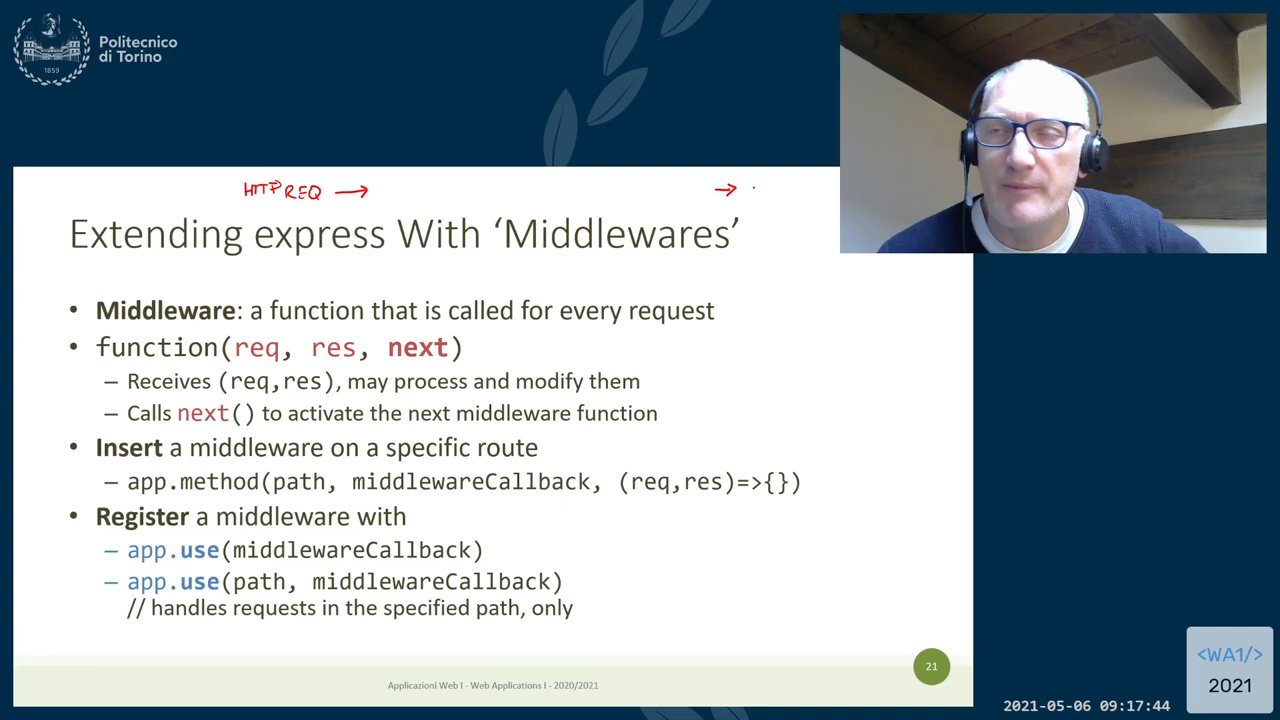 Politecnico
di Torino
1859
HTTP REQ → →
Extending express With ‘Middlewares’
• Middleware: a function that is called for every request
• function(req, res, next)
– Receives (req,res), may process and modify them
– Calls next() to activate the next middleware function
• Insert a middleware on a specific route
– app.method(path, middlewareCallback, (req,res)=>{})
• Register a middleware with
– app.use(middlewareCallback)
– app.use(path, middlewareCallback)
// handles requests in the specified path, only
21
Applicazioni Web I - Web Applications I - 2020/2021
<WA1/>
2021
2021-05-06 09:17:44